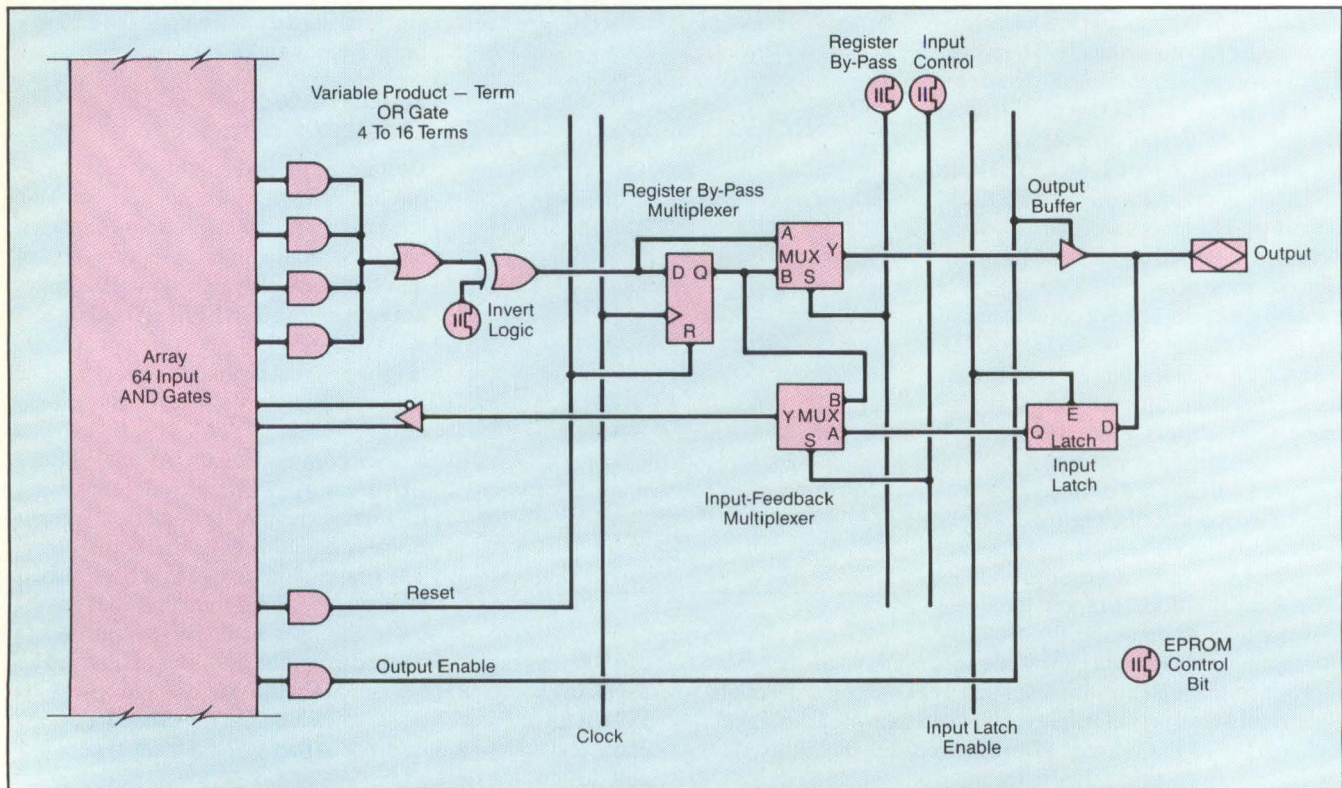 Register
By-Pass
Input
Control
Variable Product — Term
OR Gate
4 To 16 Terms
Register By-Pass
Multiplexer
Output
Buffer
A
MUX
Y
B
S
D
Q
R
Output
Invert
Logic
Array
64 Input
AND Gates
B
Y MUX
A
S
E
Q
D
Latch
Input
Latch
Input-Feedback
Multiplexer
Reset
Output Enable
EPROM
Control
Bit
Clock
Input Latch
Enable